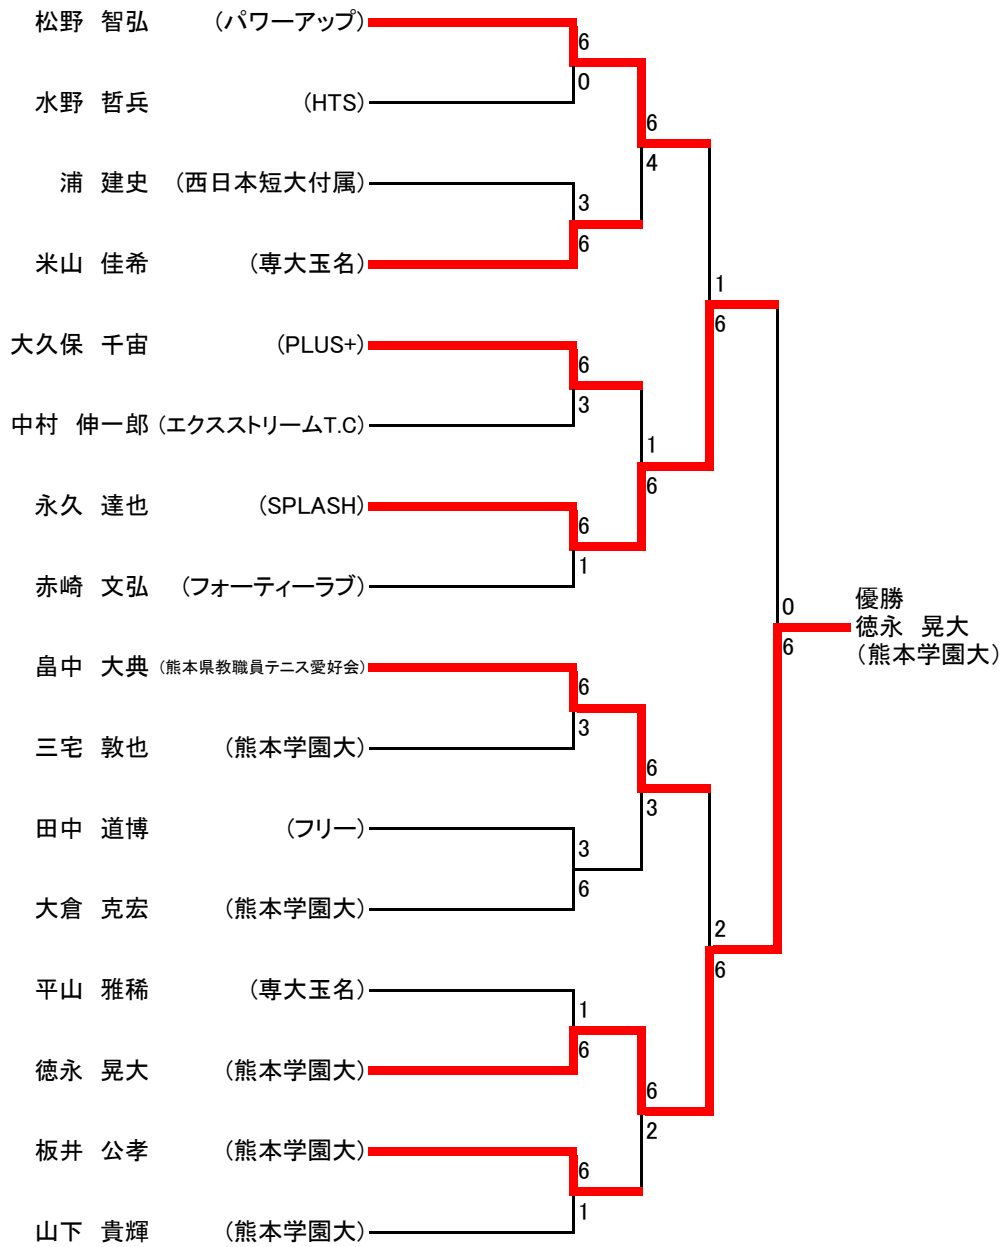 松野　智弘　(パワーアップ)
6
0
水野　哲兵　(HTS)
6
4
浦　建史　(西日本短大付属)
3
6
米山　佳希　(専大玉名)
1
6
大久保　千宙　(PLUS+)
6
3
中村　伸一郎　(エクスストリームT.C)
1
6
永久　達也　(SPLASH)
6
1
赤崎　文弘　(フォーティーラブ)
0
6
優勝
徳永　晃大
(熊本学園大)
畠中　大典　(熊本県教職員テニス愛好会)
6
3
三宅　敦也　(熊本学園大)
6
3
田中　道博　(フリー)
3
6
大倉　克宏　(熊本学園大)
2
6
平山　雅稀　(専大玉名)
1
6
徳永　晃大　(熊本学園大)
6
2
板井　公孝　(熊本学園大)
6
1
山下　貴輝　(熊本学園大)